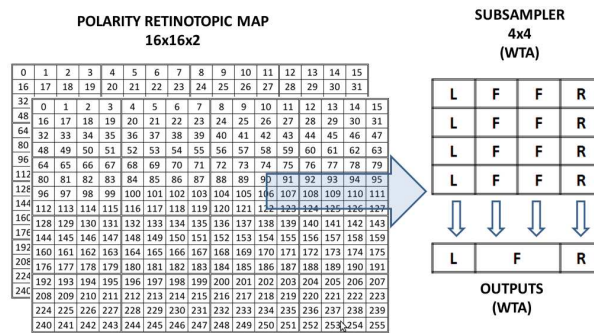 POLARITY RETINOTOPIC MAP
16x16x2
SUBSAMPLER
4x4
(WTA)
0 1 2 3 4 5 6 7 8 9 10 11 12 13 14 15
16 17 18 19 20 21 22 23 24 25 26 27 28 29 30 31
32
48
64
80
96
112
128
144
160
176
192
208
224
240
0 1 2 3 4 5 6 7 8 9 10 11 12 13 14 15
16 17 18 19 20 21 22 23 24 25 26 27 28 29 30 31
32 33 34 35 36 37 38 39 40 41 42 43 44 45 46 47
48 49 50 51 52 53 54 55 56 57 58 59 60 61 62 63
64 65 66 67 68 69 70 71 72 73 74 75 76 77 78 79
80 81 82 83 84 85 86 87 88 89 90 91 92 93 94 95
96 97 98 99 100 101 102 103 104 105 106 107 108 109 110 111
112 113 114 115 116 117 118 119 120 121 122 123 124 125 126 127
128 129 130 131 132 133 134 135 136 137 138 139 140 141 142 143
144 145 146 147 148 149 150 151 152 153 154 155 156 157 158 159
160 161 162 163 164 165 166 167 168 169 170 171 172 173 174 175
176 177 178 179 180 181 182 183 184 185 186 187 188 189 190 191
192 193 194 195 196 197 198 199 200 201 202 203 204 205 206 207
208 209 210 211 212 213 214 215 216 217 218 219 220 221 222 223
224 225 226 227 228 229 230 231 232 233 234 235 236 237 238 239
240 241 242 243 244 245 246 247 248 249 250 251 252 253 254 255
L F F R
L F F R
L F F R
L F F R
L F R
OUTPUTS
(WTA)